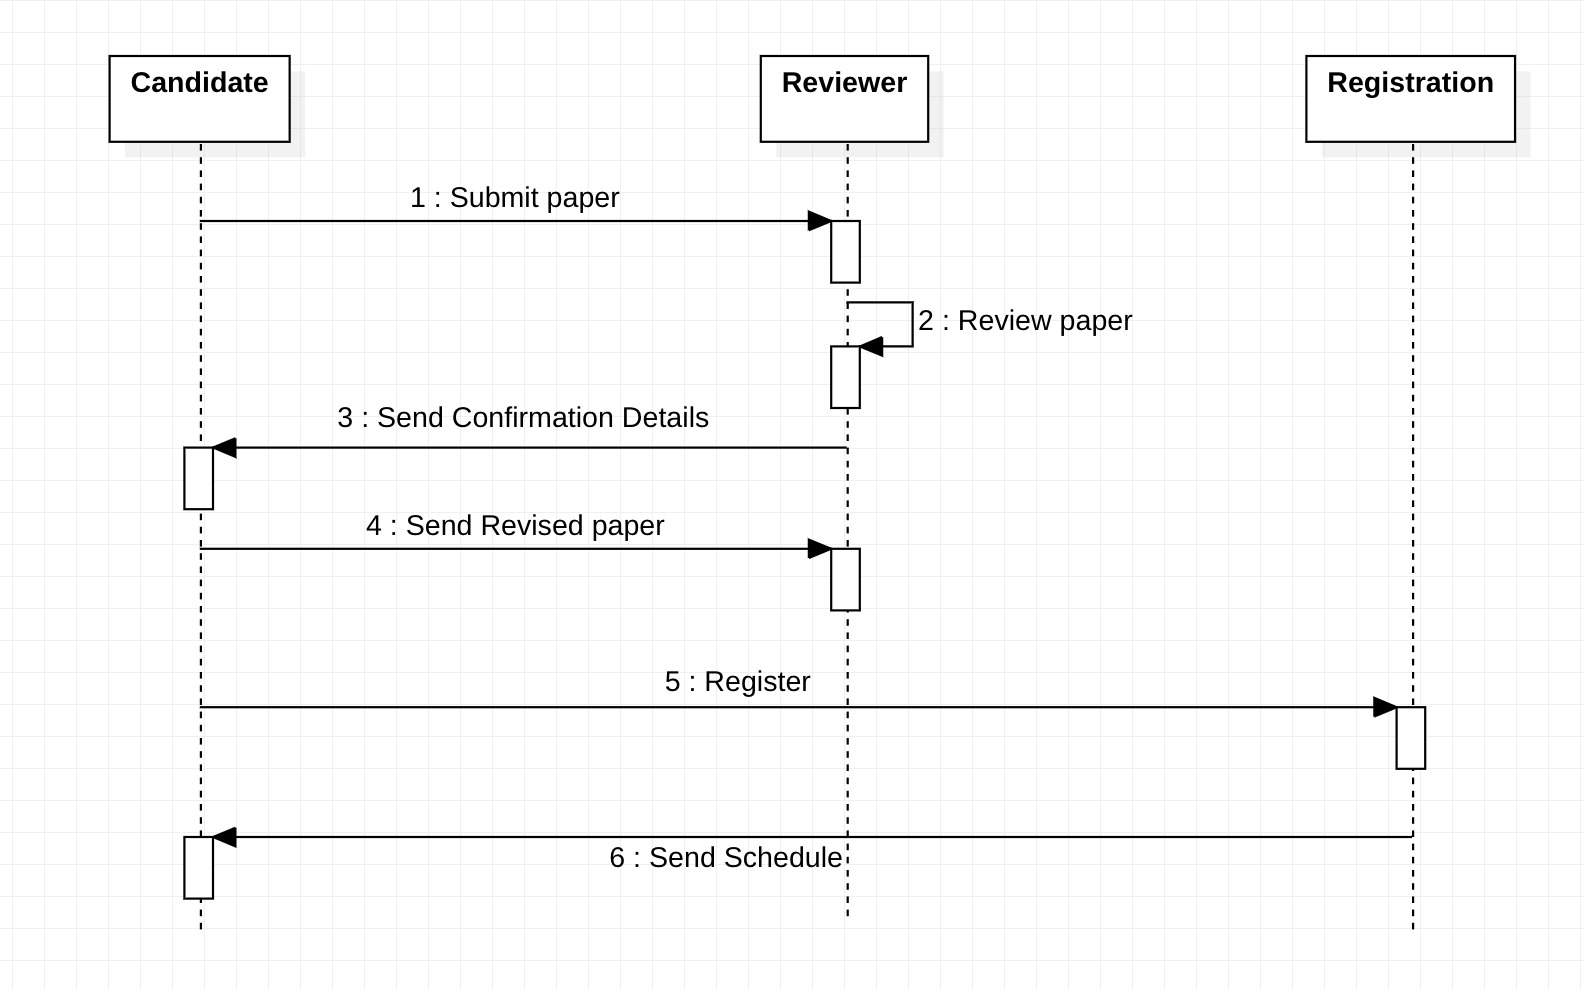 Candidate
Reviewer
Registration
1 : Submit paper
2 : Review paper
3 : Send Confirmation Details
4 : Send Revised paper
5 : Register
6 : Send Schedule